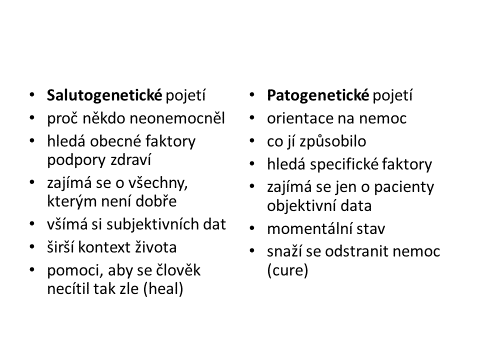 • Salutogenetické pojetí
• proč někdo neonemocněl
• hledá obecné faktory
podpory zdraví
• zajímá se o všechny,
kterým není dobře
• všímá si subjektivních dat
• širší kontext života
• pomoci, aby se člověk
necítil tak zle (heal)
• Patogenetické pojetí
• orientace na nemoc
• co jí způsobilo
• hledá specifické faktory
• zajímá se jen o pacienty
objektivní data
• momentální stav
• snaží se odstranit nemoc
(cure)